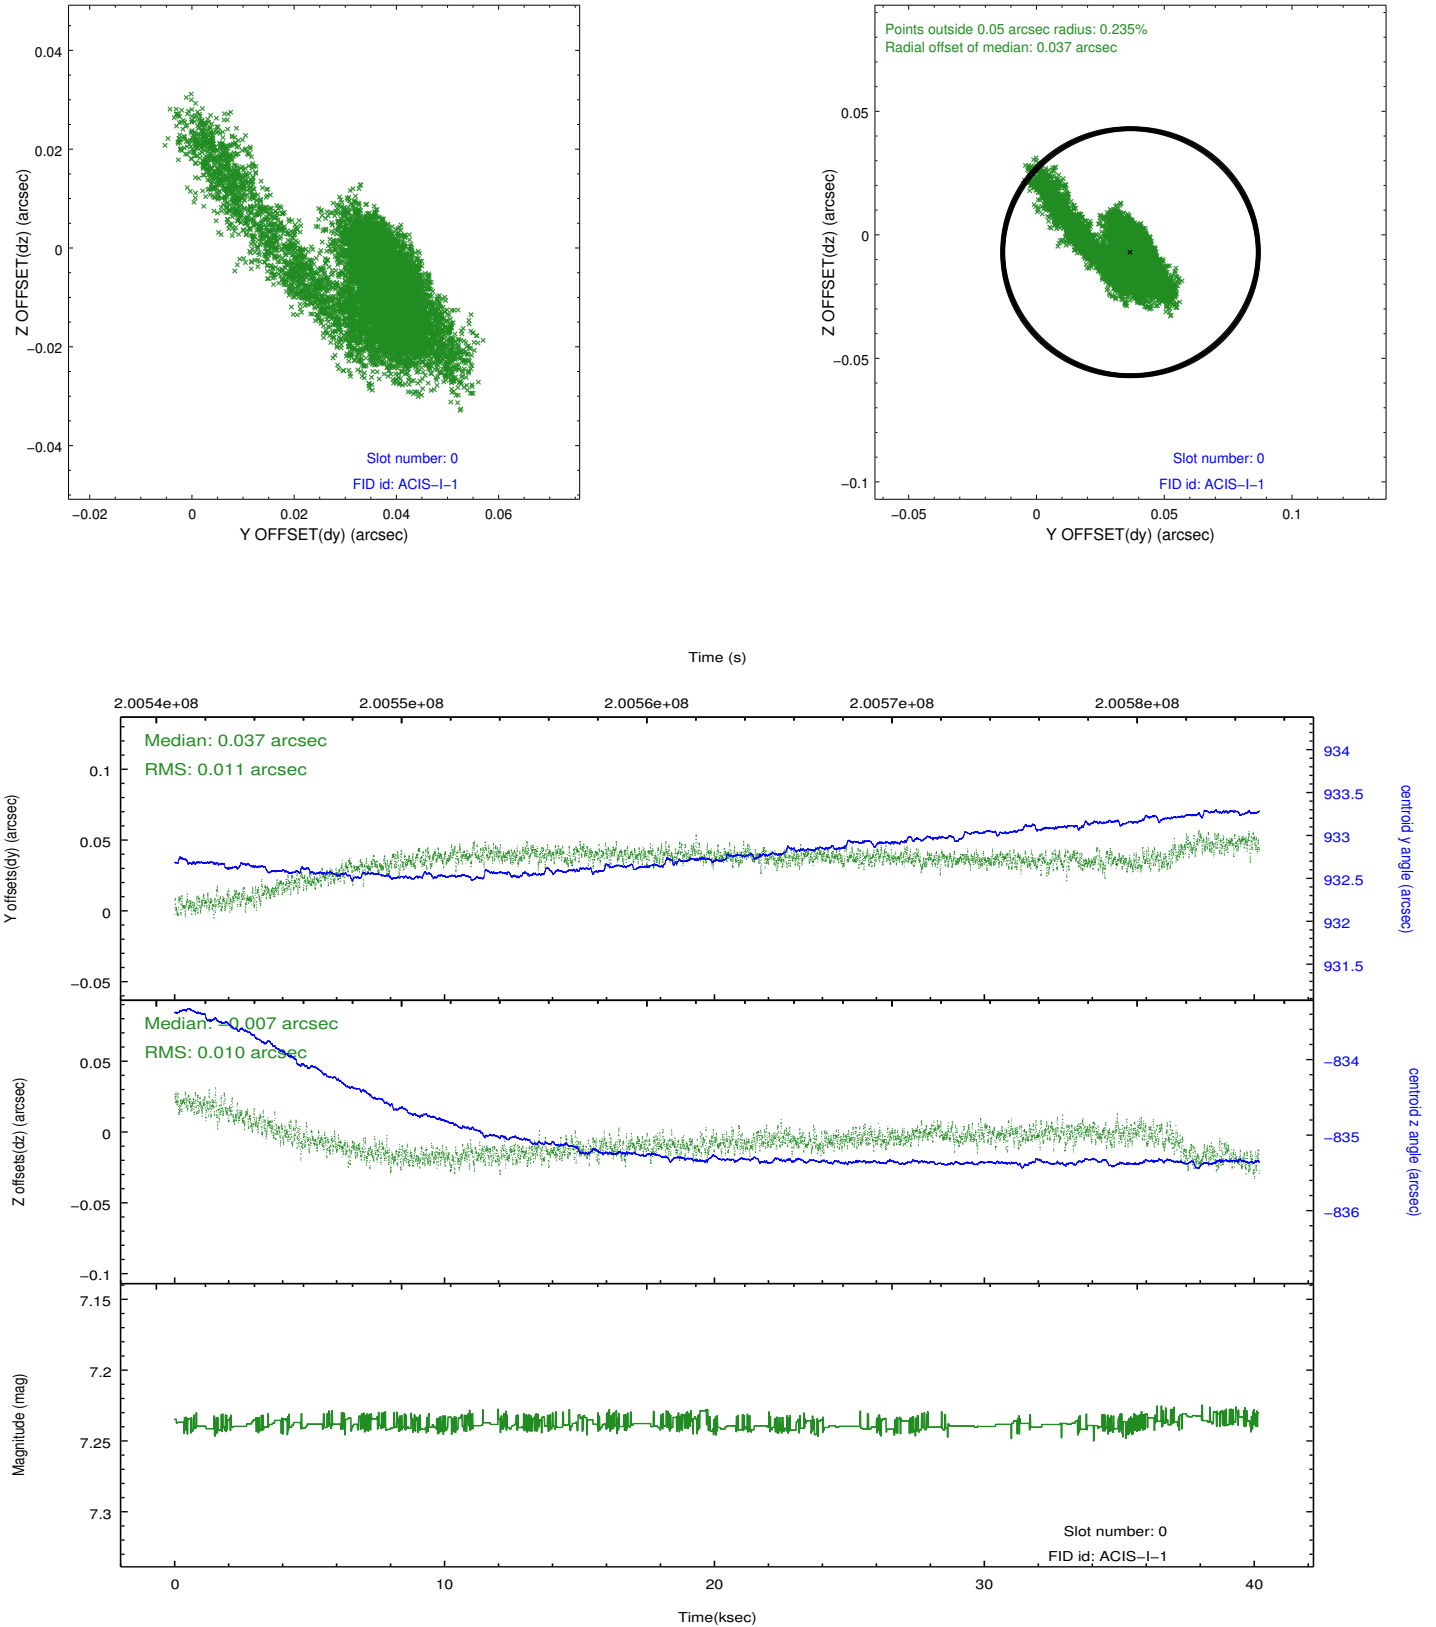 0.04
0.02
0
−0.02
−0.04
Z OFFSET(dz) (arcsec)
Slot number: 0
FID id: ACIS−I−1
−0.02 0 0.02 0.04 0.06
Y OFFSET(dy) (arcsec)
Points outside 0.05 arcsec radius: 0.235%
Radial offset of median: 0.037 arcsec
0.05
0
−0.05
−0.1
Z OFFSET(dz) (arcsec)
Slot number: 0
FID id: ACIS−I−1
−0.05 0 0.05 0.1
Y OFFSET(dy) (arcsec)
Time (s)
2.0054e+08 2.0055e+08 2.0056e+08 2.0057e+08 2.0058e+08
Median: 0.037 arcsec
RMS: 0.011 arcsec
0.1
0.05
0
−0.05
Y offsets(dy) (arcsec)
934
933.5
933
932.5
932
931.5
centroid y angle (arcsec)
Median: −0.007 arcsec
RMS: 0.010 arcsec
0.05
0
−0.05
−0.1
Z offsets(dz) (arcsec)
−834
−835
−836
centroid z angle (arcsec)
7.15
7.2
7.25
7.3
Magnitude (mag)
Slot number: 0
FID id: ACIS−I−1
0 10 20 30 40
Time(ksec)